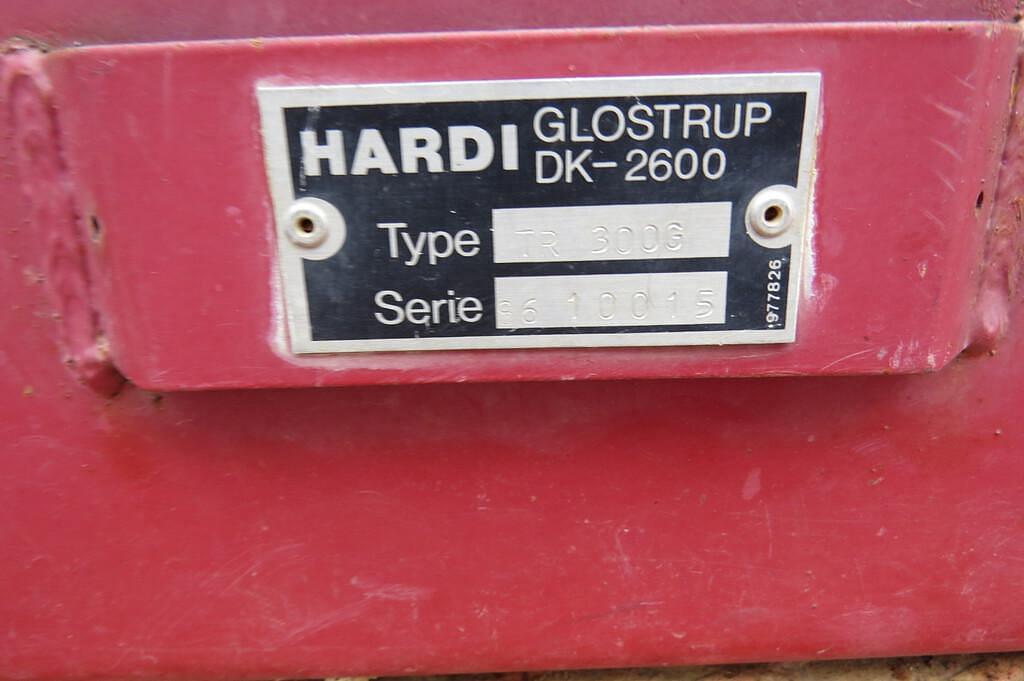 HARDI
GLOSTRUP
DK-2600
Type TR 300G
Serie 10015
977826